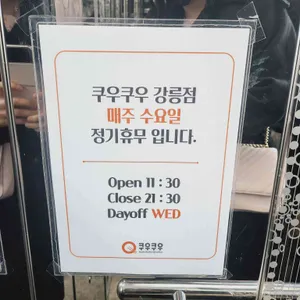 쿠우쿠우 강릉점
매주 수요일
정기휴무 입니다.
Open 11 : 30
Close 21 : 30
Dayoff WED
쿠우쿠우